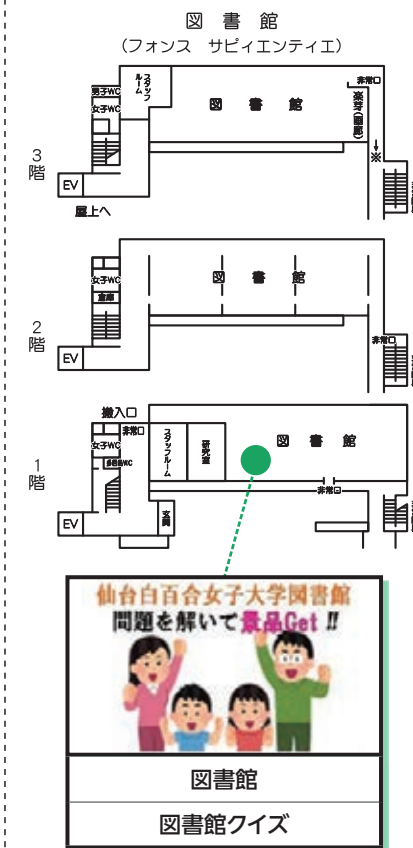 図書館
(フォンス サピィエンティエ)
3階
男子WC
女子WC
スタッフルーム
図書館
非常口
楽芽(画廊)
※
EV
屋上へ
2階
女子WC
倉庫
図書館
非常口
EV
1階
搬入口
非常口
女子WC
スタッフルーム
研究室
図書館
非常口
玄関
EV
仙台白百合女子大学図書館
問題を解いて景品Get !!
図書館
図書館クイズ